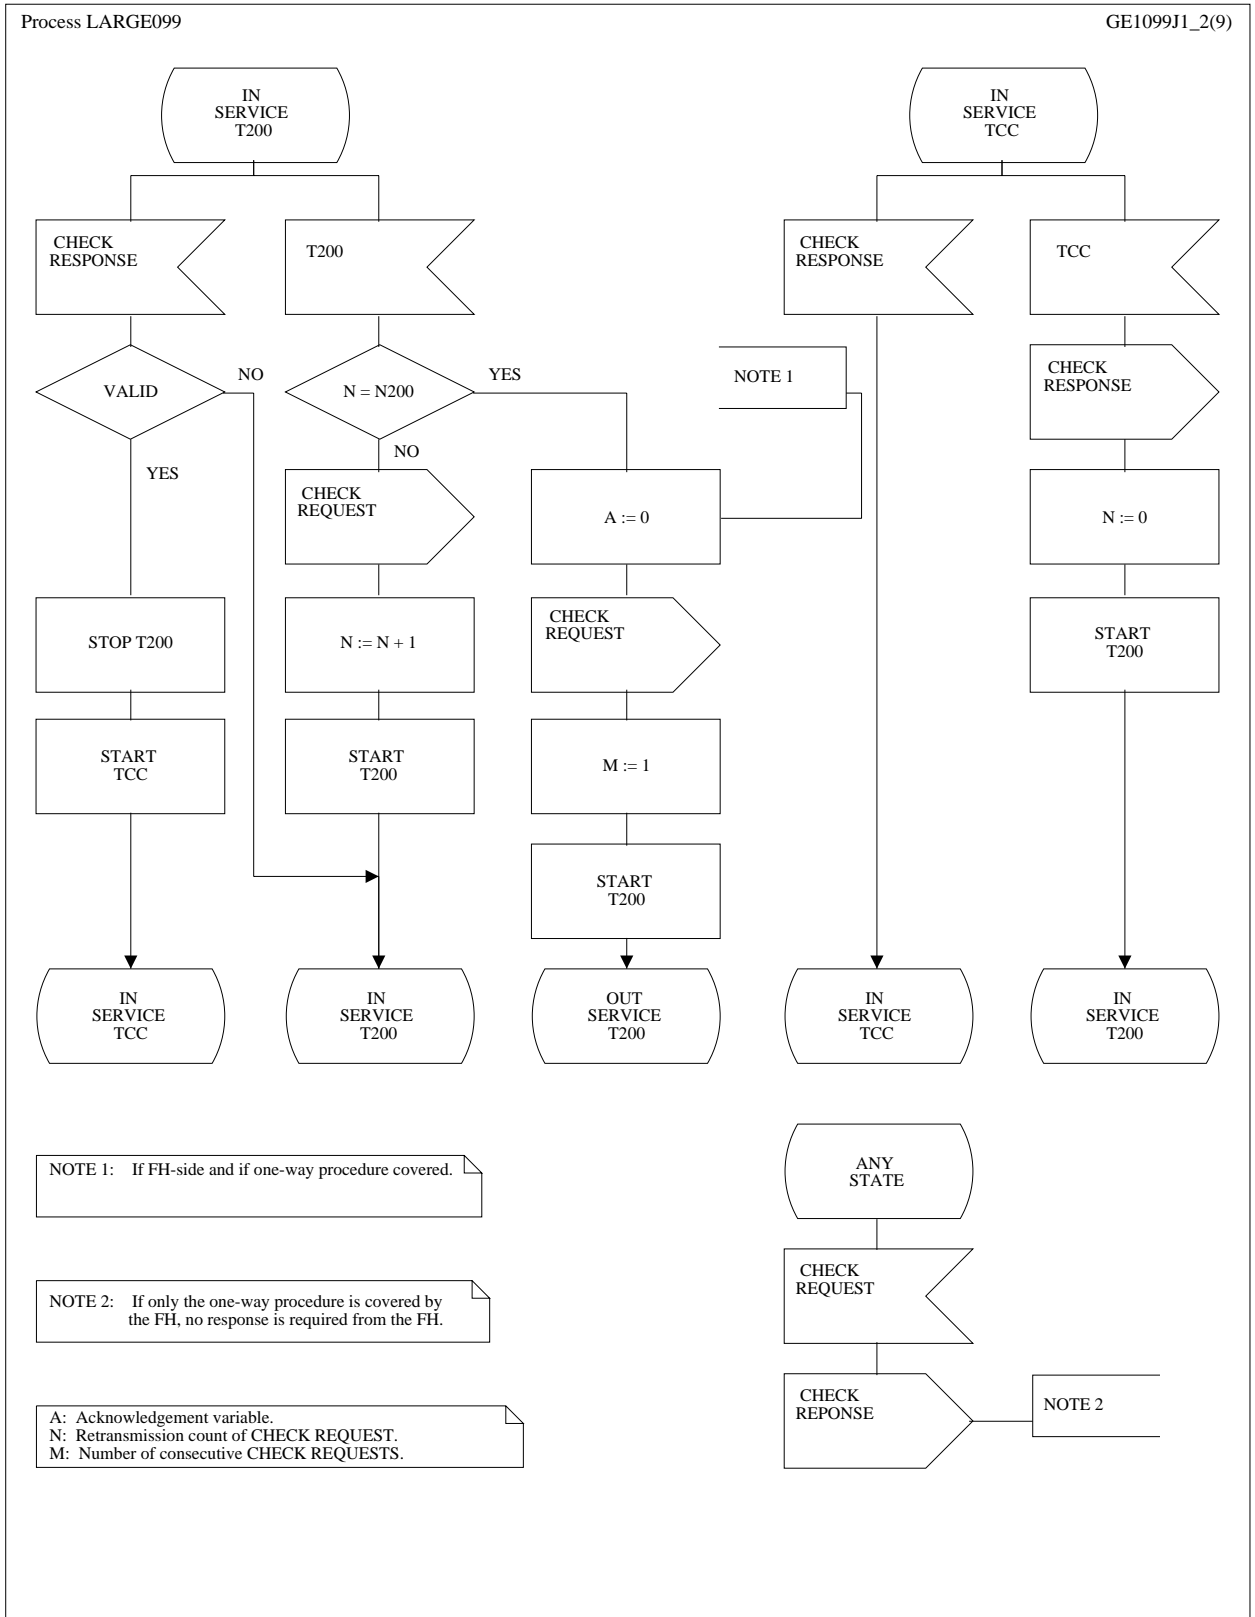 Process LARGE099
GE1099J1_2(9)
IN
SERVICE
T200
IN
SERVICE
TCC
CHECK
RESPONSE
T200
CHECK
RESPONSE
TCC
VALID
NO
N = N200
YES
NOTE 1
CHECK
RESPONSE
YES
NO
CHECK
REQUEST
A := 0
N := 0
STOP T200
N := N + 1
CHECK
REQUEST
START
T200
START
TCC
START
T200
M := 1
START
T200
IN
SERVICE
TCC
IN
SERVICE
T200
OUT
SERVICE
T200
IN
SERVICE
TCC
IN
SERVICE
T200
NOTE 1: If FH-side and if one-way procedure covered.
ANY
STATE
CHECK
REQUEST
NOTE 2: If only the one-way procedure is covered by
the FH, no response is required from the FH.
CHECK
REPONSE
NOTE 2
A: Acknowledgement variable.
N: Retransmission count of CHECK REQUEST.
M: Number of consecutive CHECK REQUESTS.